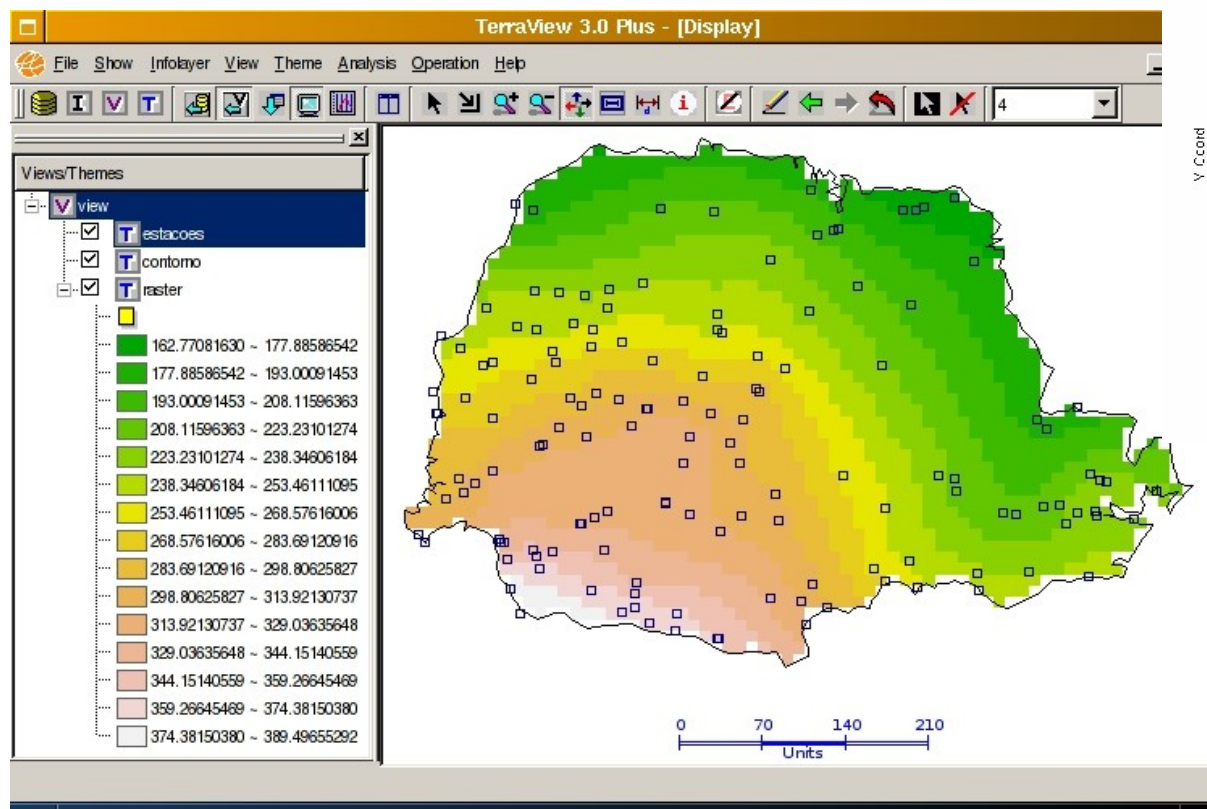 TerraView 3.0 Plus - [Display]
File Show Infolayer View Theme Analysis Operation Help
I V T i 4
Views/Themes
V view
T estacoes
T contorno
T raster
162.77081630 ~ 177.88586542
177.88586542 ~ 193.00091453
193.00091453 ~ 208.11596363
208.11596363 ~ 223.23101274
223.23101274 ~ 238.34606184
238.34606184 ~ 253.46111095
253.46111095 ~ 268.57616006
268.57616006 ~ 283.69120916
283.69120916 ~ 298.80625827
298.80625827 ~ 313.92130737
313.92130737 ~ 329.03635648
329.03635648 ~ 344.15140559
344.15140559 ~ 359.26645469
359.26645469 ~ 374.38150380
374.38150380 ~ 389.49655292
0 70 140 210
Units
Y Coord